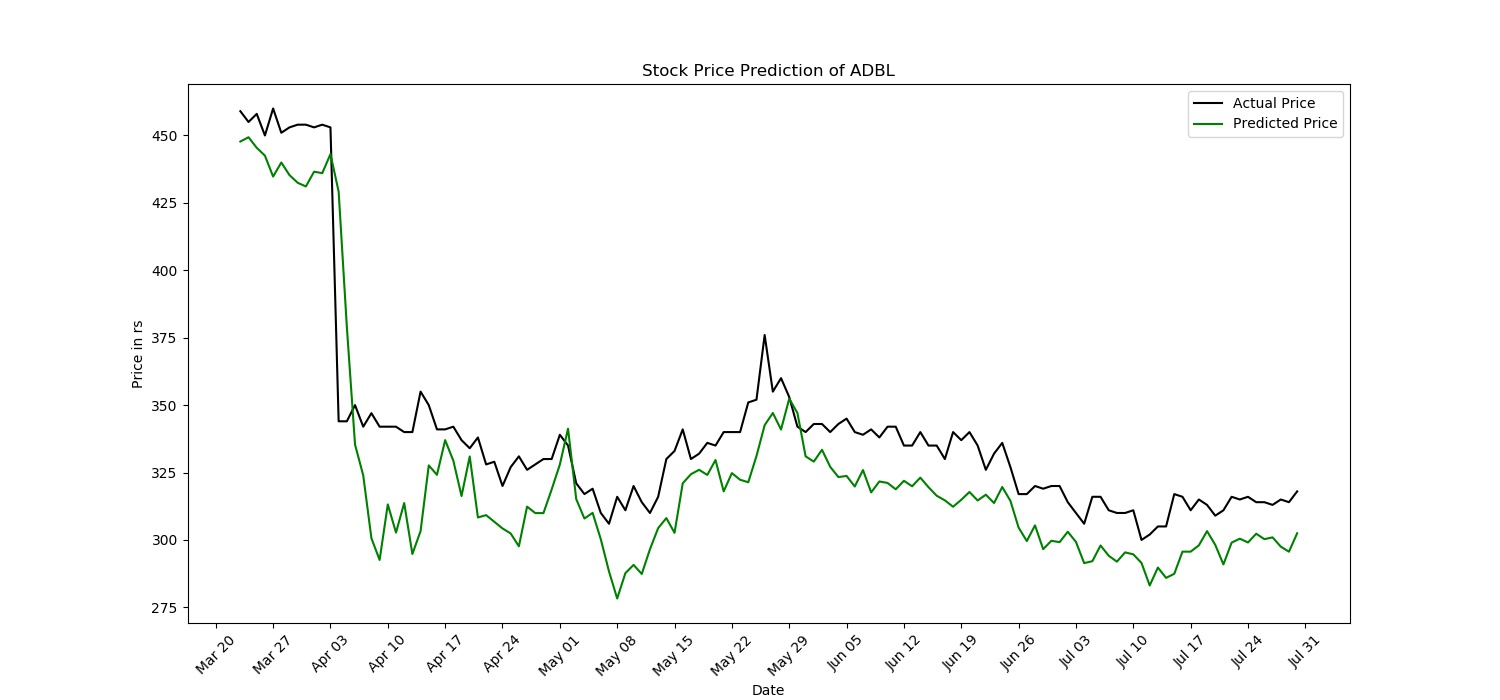 Stock Price Prediction of ADBL
Actual Price
Predicted Price
Price in rs
450
425
400
375
350
325
300
275
Mar 20
Mar 27
Apr 03
Apr 10
Apr 17
Apr 24
May 01
May 08
May 15
May 22
May 29
Jun 05
Jun 12
Jun 19
Jun 26
Jul 03
Jul 10
Jul 17
Jul 24
Jul 31
Date